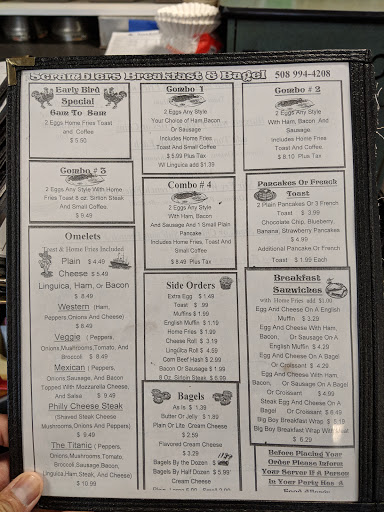 Scramblers Breakfast & Bagel 508 994-4208
Early Bird
Special
6am To 8am
2 Eggs Home Fries Toast
and Coffee
Combo 1
2 Eggs Any Style
Your Choice of Ham,Bacon
Or Sausage
Includes Home Fries
Toast And Small Coffee
$ 5.09 Plus Tax
W/ Linguica add $1.39
Combo # 2
2 Eggs Any Style
With Ham, Bacon ,And
Sausage
Includes Home Fries
Toast And Coffee.
$ 8.10 Plus Tax
Combo # 3
2 Eggs Any Style With Home
Fries Toast 8 oz. Sirloin Steak
And Small Coffee.
$ 9.49
Combo # 4
2 Eggs Any Style
With Ham, Bacon
And Sausage And 1 Small Plain
Pancake
Includes Home Fries, Toast And
Small Coffee
$ 8.49 Plus Tax
Pancakes Or French
Toast
2 Plain Pancakes Or 3 French
Toast $ 3.99
Chocolate Chip, Blueberry,
Banana, Strawberry Pancakes
$ 4.99
Additional Pancake Or French
Toast $ 1.99 Each
Omelets
Toast & Home Fries Included
Plain $ 4.49
Cheese $ 5.49
Linguica, Ham, or Bacon
$ 6.49
Western (Ham,
Peppers,Onions And Cheese)
$ 8.49
Veggie ( Peppers,
Onions,Mushrooms,Tomato, And
Broccoli $ 8.49
Mexican ( Peppers,
Onions,Sausage, And Bacon
Topped With Mozzarella Cheese,
And Salsa $ 9.49
Philly Cheese Steak
(Shaved Steak Cheese
Mushrooms,Onions And Peppers)
$ 9.49
The Titanic ( Peppers,
Onions,Mushrooms,Tomato,
Broccoli,Sausage,Bacon,
Linguica,Ham,Steak, And Cheese)
$ 10.99
Side Orders
Extra Egg $ 1.49
Toast $ .99
Muffins $ 1.99
English Muffin $ 1.19
Home Fries $ 1.99
Cheese Roll $ 3.19
Linguica Roll $ 4.59
Corn Beef Hash $ 2.99
Bacon Or Sausage $ 1.99
8 Oz. Sirloin Steak $ 6.99
Bagels
As is $ 1.39
Butter Or Jelly $ 1.99
Plain Or Lite Cream Cheese
$ 2.59
Flavored Cream Cheese
$ 3.29
Bagels By the Dozen
Bagels By Half Dozen $ 5.99
Breakfast
Sanwiches
with Home Fries add $1.00
Egg And Cheese On A English
Muffin $ 3.29
Egg And Cheese With Ham,
Bacon, Or Sausage On A
English Muffin $ 4.29
Egg And Cheese On A Bagel
Or Croissant $ 4.29
Egg And Cheese With Ham,
Bacon, Or Sausage On A Bagel
Or Croissant $ 4.99
Steak Egg And Cheese On A
Bagel Or Croissant $ 6.49
Big Boy Breakfast Wrap $ 5.19
Big Boy Breakfast Wrap With
$ 6.29
Before Placing Your
Order Please Inform
Your Server If A Person
In Your Party Has A
Food Allergy